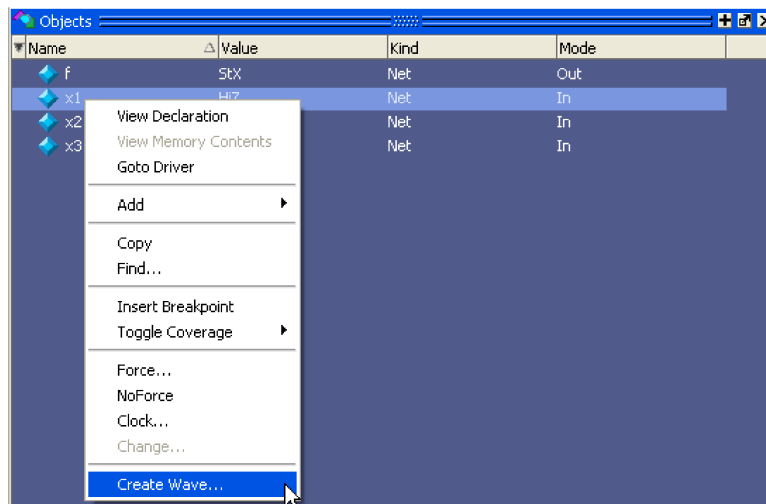 Objects
Name Value Kind Mode
f StX Net Out
x1 HiZ Net In
x2 Net In
x3 Net In
View Declaration
View Memory Contents
Goto Driver
Add
Copy
Find...
Insert Breakpoint
Toggle Coverage
Force...
NoForce
Clock...
Change...
Create Wave...